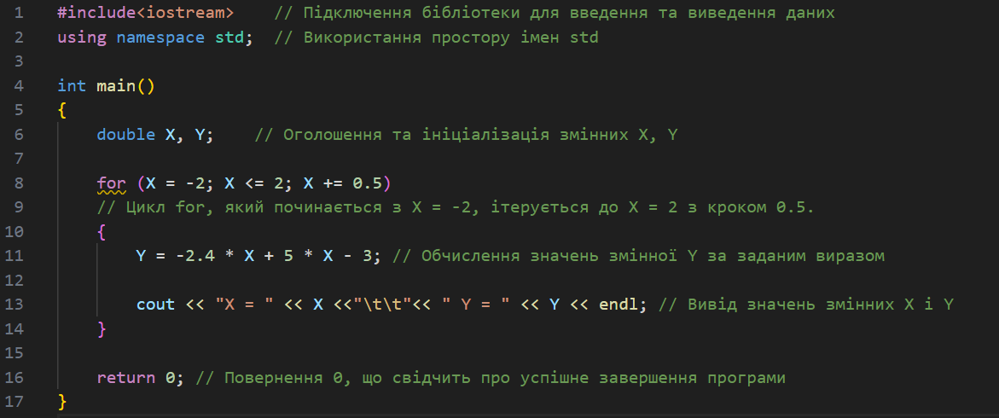 1 #include<iostream>    // Підключення бібліотеки для введення та виведення даних
2 using namespace std;  // Використання простору імен std
3
4 int main()
5 {
6     double X, Y;    // Оголошення та ініціалізація змінних X, Y
7
8     for (X = -2; X <= 2; X += 0.5)
9     // Цикл for, який починається з X = -2, ітерується до X = 2 з кроком 0.5.
10     {
11         Y = -2.4 * X + 5 * X - 3; // Обчислення значень змінної Y за заданим виразом
12
13         cout << "X = " << X <<"\t\t"<< " Y = " << Y << endl; // Вивід значень змінних X і Y
14     }
15
16     return 0; // Повернення 0, що свідчить про успішне завершення програми
17 }